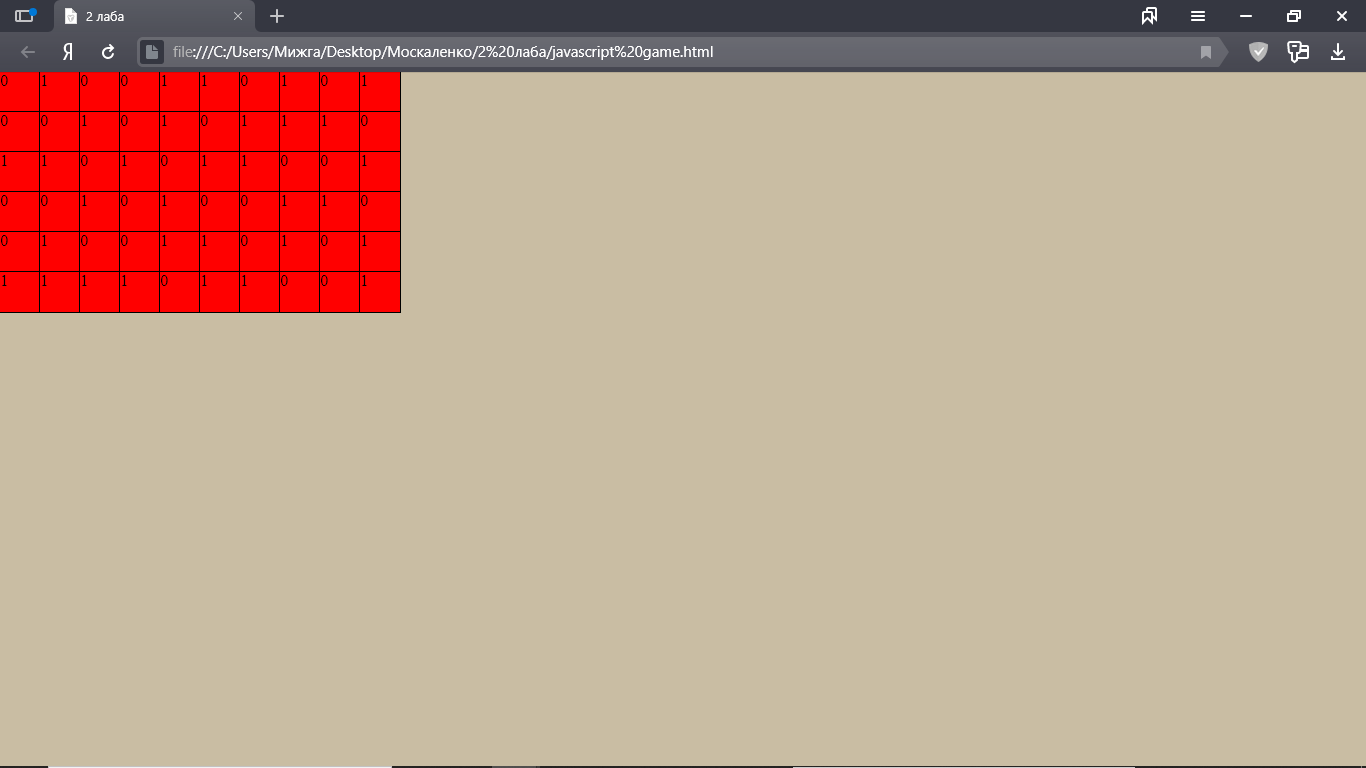 2 лаба
Я
file:///C:/Users/Мижга/Desktop/Москаленко/2%20лаба/javascript%20game.html
0 1 0 0 1 1 0 1 0 1
0 0 1 0 1 0 1 1 1 0
1 1 0 1 0 1 1 0 0 1
0 0 1 0 1 0 0 1 1 0
0 1 0 0 1 1 0 1 0 1
1 1 1 1 0 1 1 0 0 1